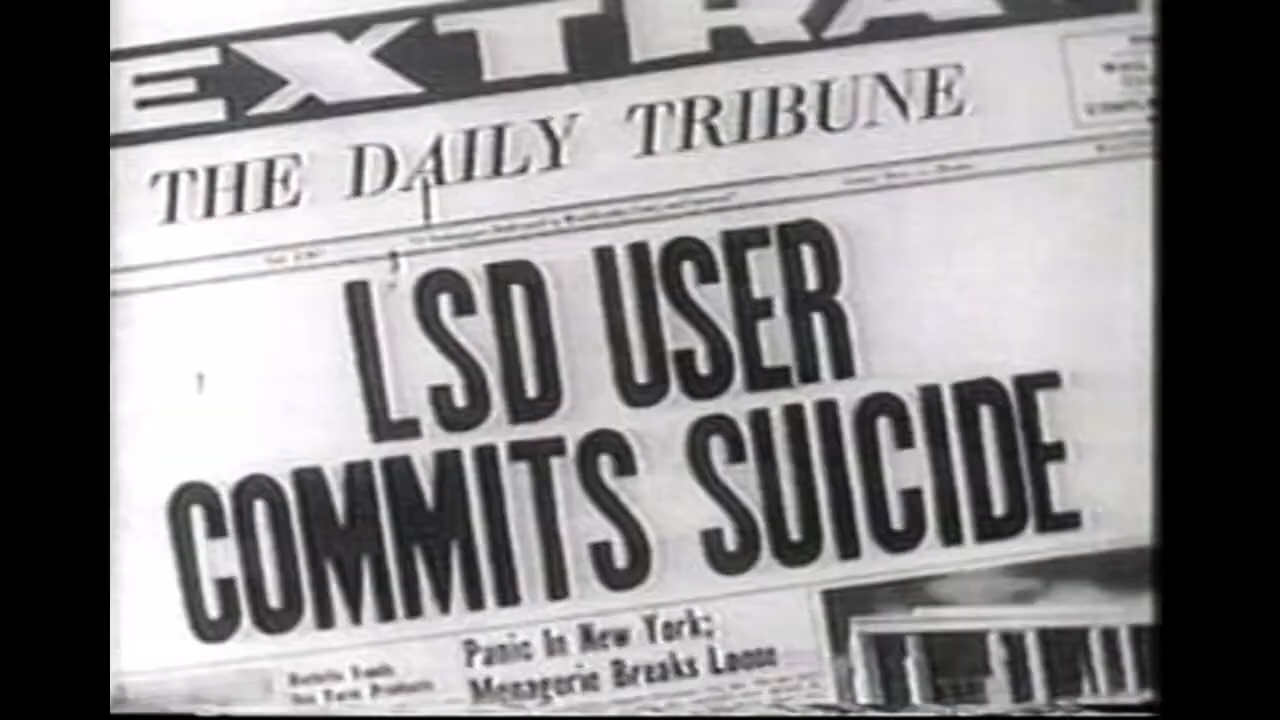 EXTRA
THE DAILY TRIBUNE
LSD USER
COMMITS SUICIDE
Panic In New York:
Menagerie Breaks Loose